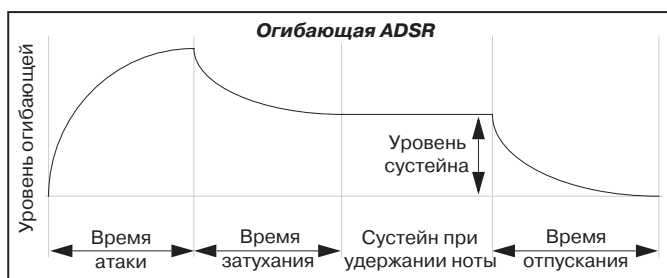 Огибающая ADSR
Уровень огибающей
Уровень
сустейна
Время
атаки
Время
затухания
Сустейн при
удержании ноты
Время
отпускания